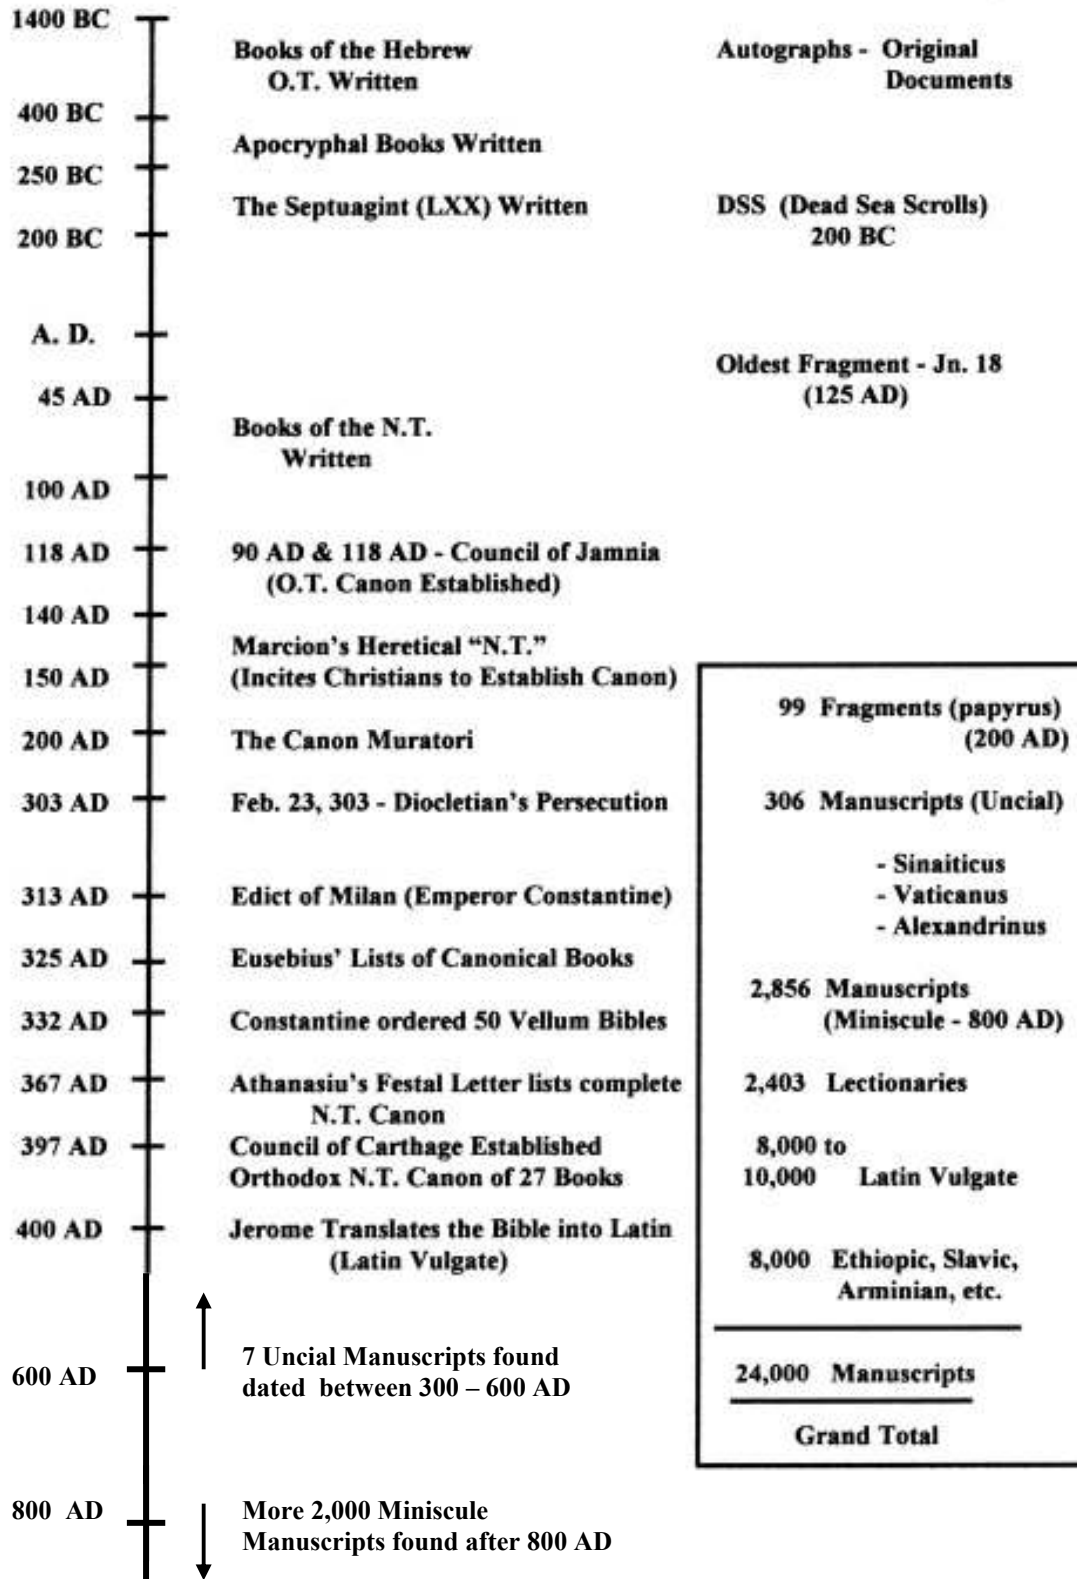 1400 BC
Books of the Hebrew
O.T. Written
Autographs - Original
Documents
400 BC
Apocryphal Books Written
250 BC
The Septuagint (LXX) Written
DSS (Dead Sea Scrolls)
200 BC
200 BC
A. D.
Oldest Fragment - Jn. 18
(125 AD)
45 AD
Books of the N.T.
Written
100 AD
118 AD
90 AD & 118 AD - Council of Jamnia
(O.T. Canon Established)
140 AD
Marcion's Heretical “N.T.”
(Incites Christians to Establish Canon)
150 AD
200 AD
The Canon Muratori
303 AD
Feb. 23, 303 - Diocletian's Persecution
313 AD
Edict of Milan (Emperor Constantine)
325 AD
Eusebius' Lists of Canonical Books
332 AD
Constantine ordered 50 Vellum Bibles
367 AD
Athanasiu's Festal Letter lists complete
N.T. Canon
397 AD
Council of Carthage Established
Orthodox N.T. Canon of 27 Books
400 AD
Jerome Translates the Bible into Latin
(Latin Vulgate)
600 AD
7 Uncial Manuscripts found
dated between 300 – 600 AD
800 AD
More 2,000 Miniscule
Manuscripts found after 800 AD
99 Fragments (papyrus)
(200 AD)
306 Manuscripts (Uncial)
- Sinaiticus
- Vaticanus
- Alexandrinus
2,856 Manuscripts
(Miniscule - 800 AD)
2,403 Lectionaries
8,000 to
10,000 Latin Vulgate
8,000 Ethiopic, Slavic,
Arminian, etc.
24,000 Manuscripts
Grand Total